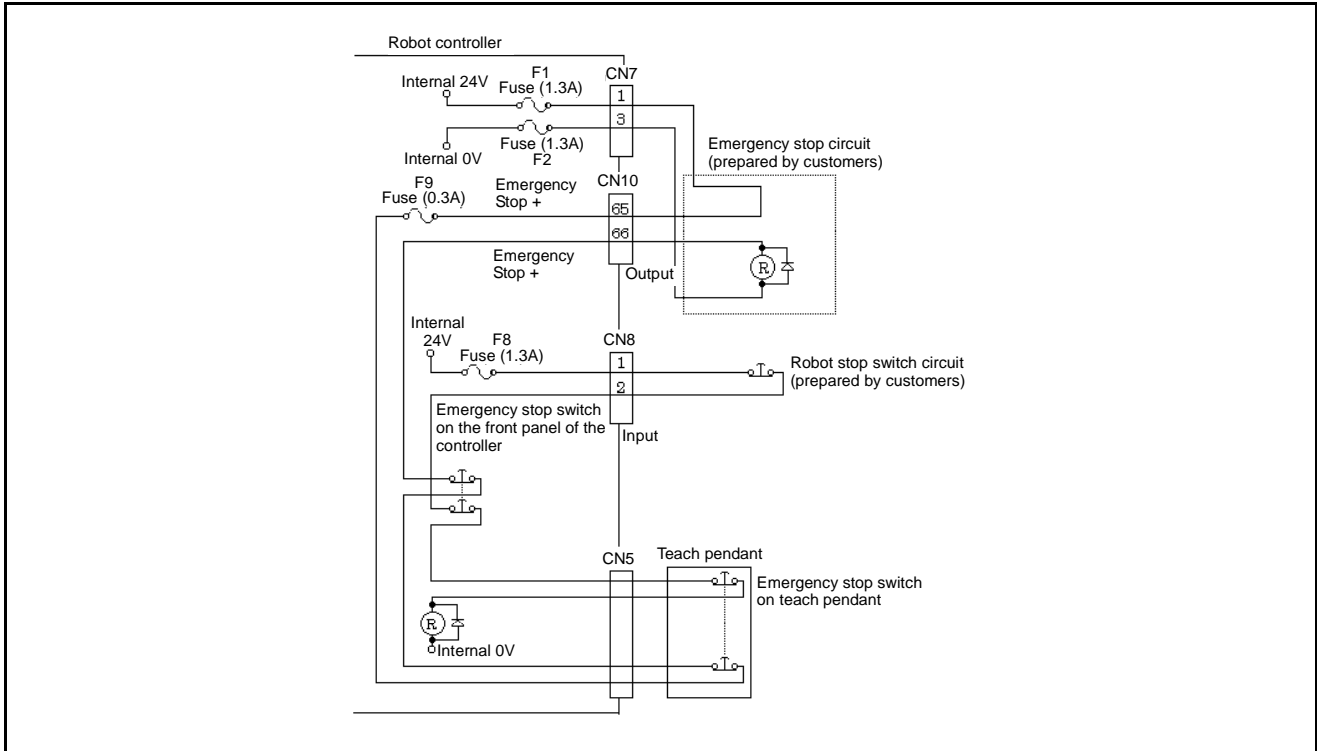 Robot controller
CN7
F1
Fuse (1.3A)
Internal 24V
1
3
Internal 0V
Fuse (1.3A)
F2
Emergency stop circuit
(prepared by customers)
CN10
F9
Fuse (0.3A)
Emergency
Stop +
65
66
Emergency
Stop +
Output
R
Internal
24V
F8
Fuse (1.3A)
CN8
1
2
Input
Robot stop switch circuit
(prepared by customers)
Emergency stop switch
on the front panel of the
controller
CN5
Teach pendant
Emergency stop switch
on teach pendant
R
Internal 0V